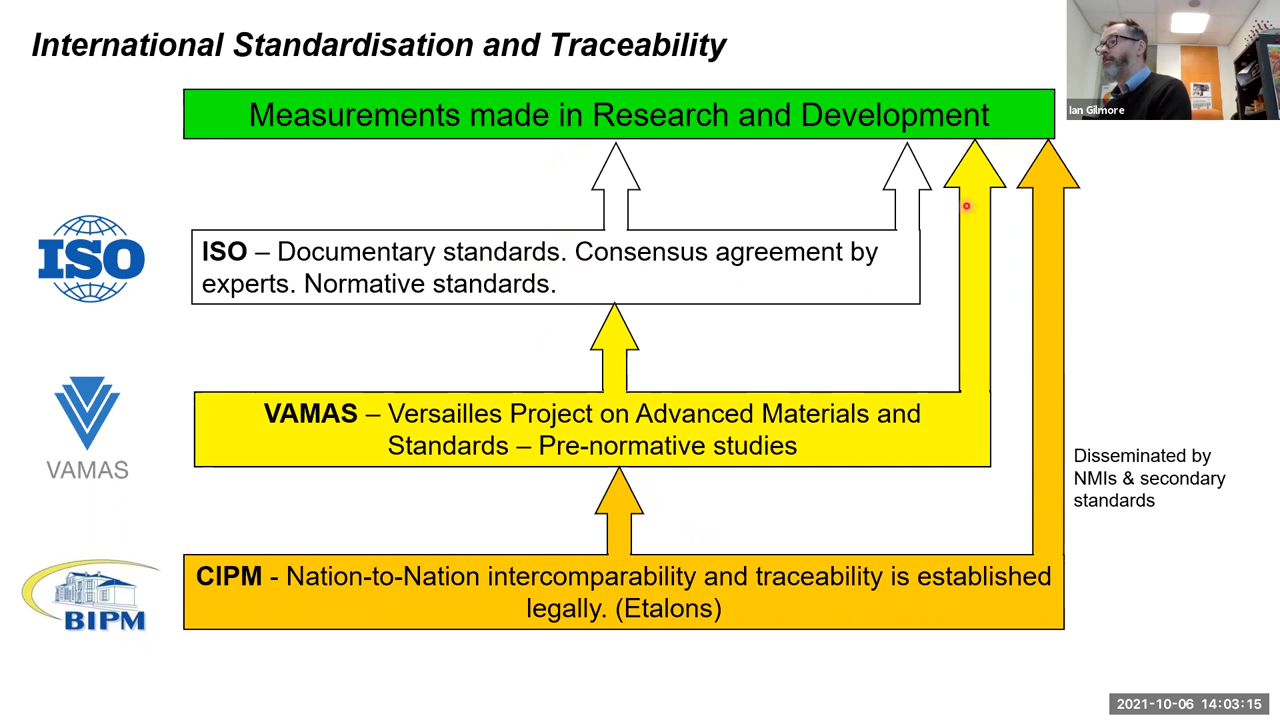 International Standardisation and Traceability
Ian Gilmore
Measurements made in Research and Development
ISO
ISO – Documentary standards. Consensus agreement by
experts. Normative standards.
VAMAS
VAMAS – Versailles Project on Advanced Materials and
Standards – Pre-normative studies
Disseminated by
NMIs & secondary
standards
BIPM
CIPM - Nation-to-Nation intercomparability and traceability is established
legally. (Etalons)
2021-10-06 14:03:15